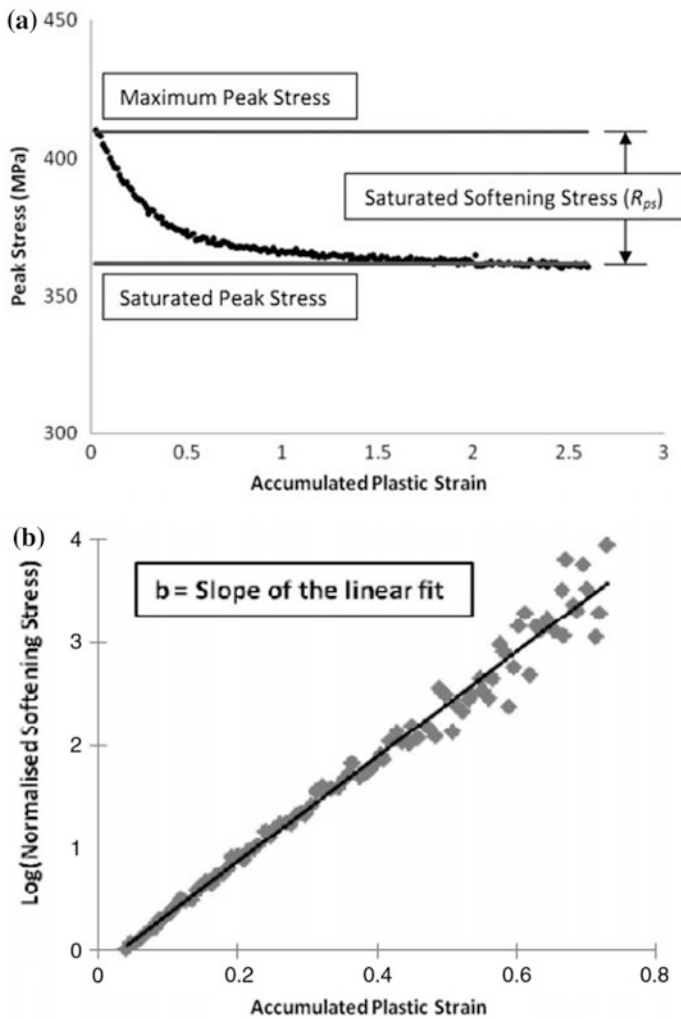 (a)
450
400
350
300
Peak Stress (MPa)
Maximum Peak Stress
Saturated Softening Stress (Rps)
Saturated Peak Stress
0 0.5 1 1.5 2 2.5 3
Accumulated Plastic Strain
(b)
4
3
2
1
0
Log(Normalised Softening Stress)
b = Slope of the linear fit
0 0.2 0.4 0.6 0.8
Accumulated Plastic Strain